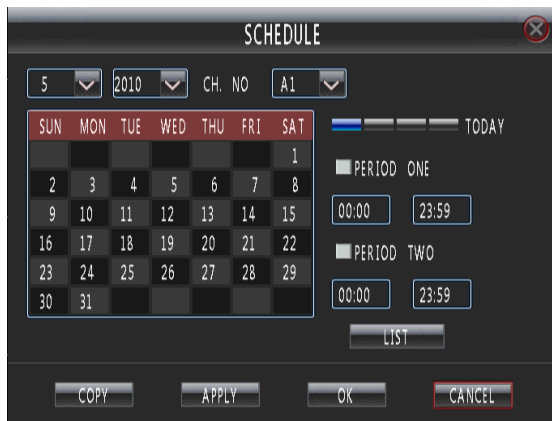 SCHEDULE
5 2010 CH. NO A1
SUN MON TUE WED THU FRI SAT
1
2 3 4 5 6 7 8
9 10 11 12 13 14 15
16 17 18 19 20 21 22
23 24 25 26 27 28 29
30 31
TODAY
PERIOD ONE
00:00 23:59
PERIOD TWO
00:00 23:59
LIST
COPY APPLY OK CANCEL